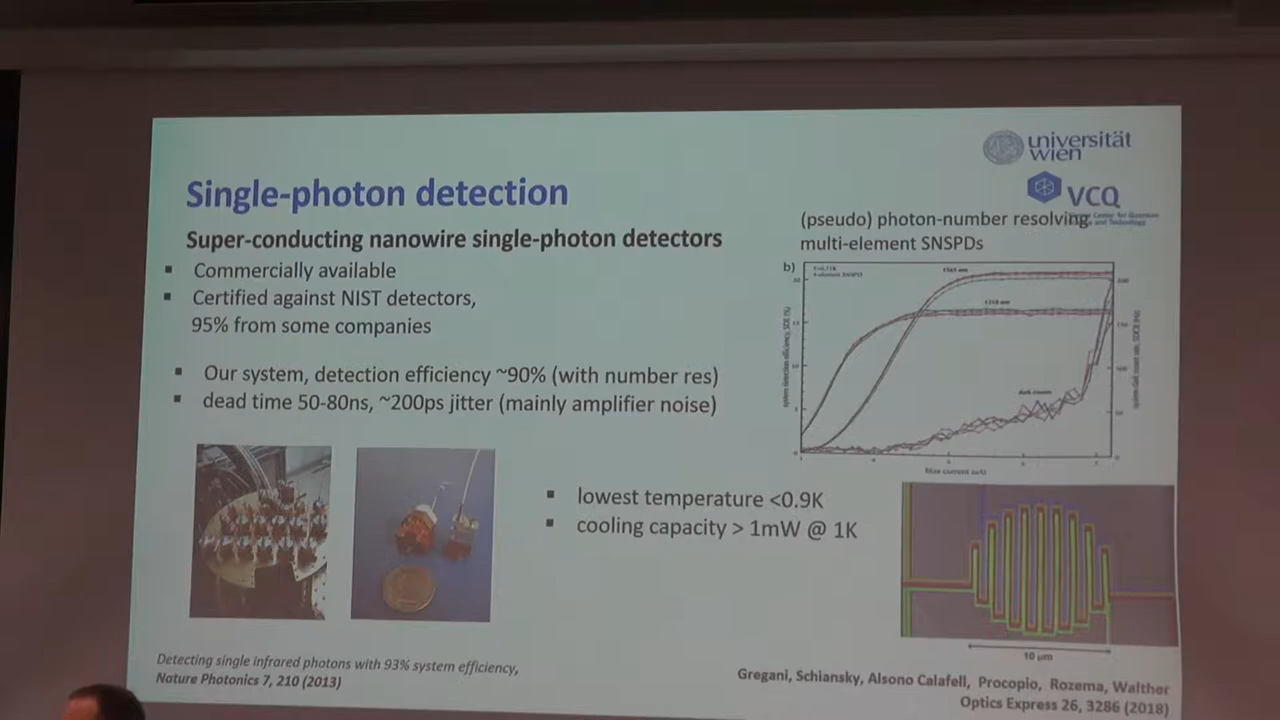 universität
wien
VCQ
Single-photon detection
Super-conducting nanowire single-photon detectors
▪ Commercially available
▪ Certified against NIST detectors,
95% from some companies
▪ Our system, detection efficiency ~90% (with number res)
▪ dead time 50-80ns, ~200ps jitter (mainly amplifier noise)
(pseudo) photon-number resolving
multi-element SNSPDs
b)
1310 nm
dark counts
▪ lowest temperature <0.9K
▪ cooling capacity > 1mW @ 1K
10 µm
Detecting single infrared photons with 93% system efficiency,
Nature Photonics 7, 210 (2013)
Gregani, Schiansky, Alsono Calafell, Procopio, Rozema, Walther
Optics Express 26, 3286 (2018)